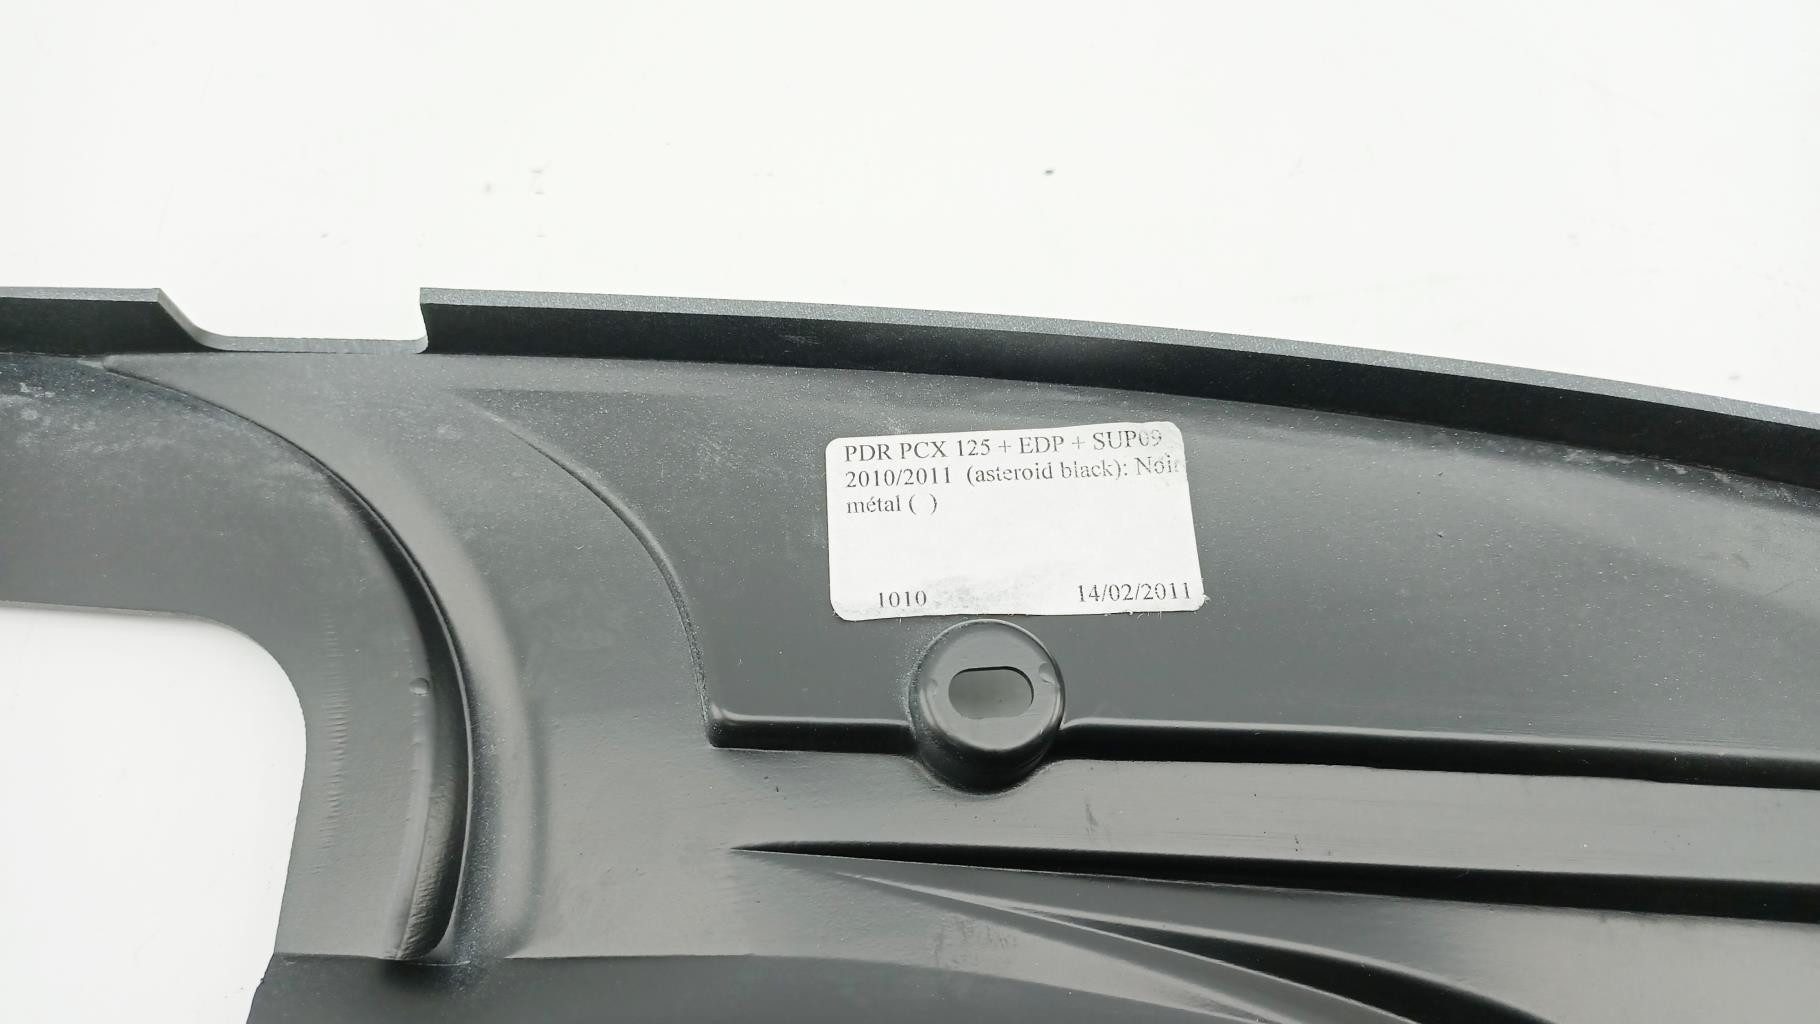 PDR PCX 125 + EDP + SUP09
2010/2011 (asteroid black): Noir
métal ( )
1010
14/02/2011